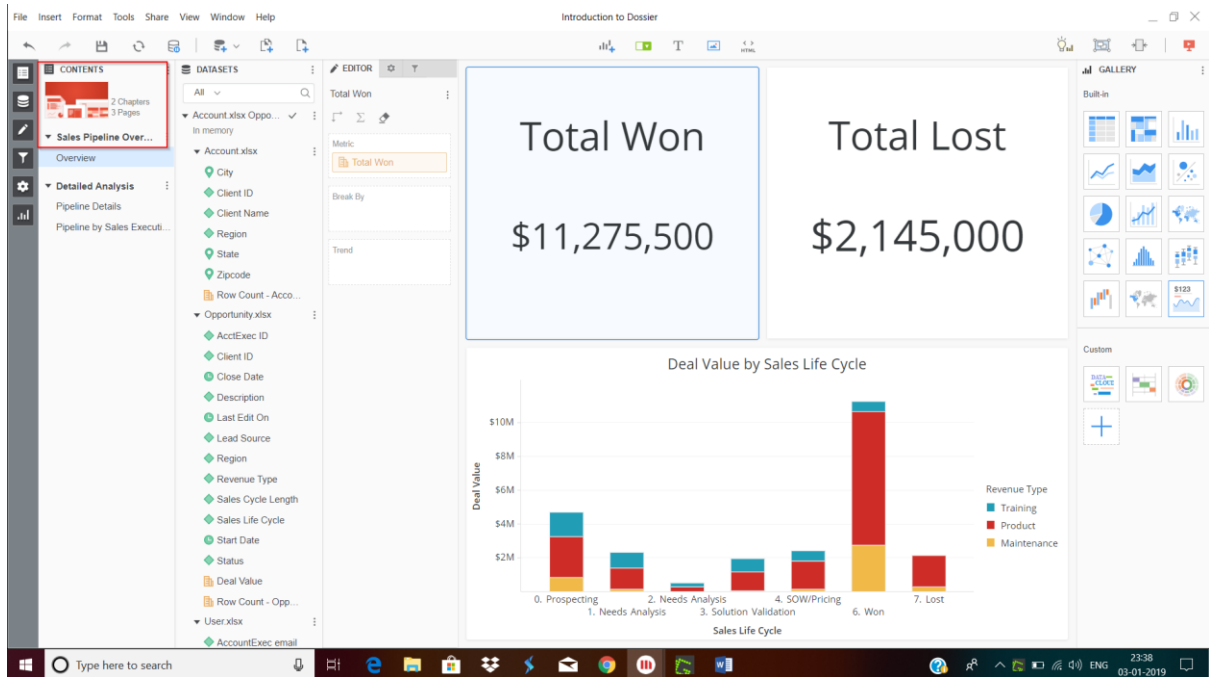 File Insert Format Tools Share View Window Help
Introduction to Dossier
T
< >
HTML
CONTENTS
2 Chapters
3 Pages
Sales Pipeline Over...
Overview
Detailed Analysis
Pipeline Details
Pipeline by Sales Executi...
DATASETS
All
Account.xlsx Oppo...
In memory
Account.xlsx
City
Client ID
Client Name
Region
State
Zipcode
Row Count - Acco...
Opportunity.xlsx
AcctExec ID
Client ID
Close Date
Description
Last Edit On
Lead Source
Region
Revenue Type
Sales Cycle Length
Sales Life Cycle
Start Date
Status
Deal Value
Row Count - Opp...
User.xlsx
AccountExec email
EDITOR
Total Won
Metric
Total Won
Break By
Trend
Total Won
$11,275,500
Total Lost
$2,145,000
Deal Value by Sales Life Cycle
Deal Value
$10M
$8M
$6M
$4M
$2M
0. Prospecting
1. Needs Analysis
2. Needs Analysis
3. Solution Validation
4. SOW/Pricing
6. Won
7. Lost
Sales Life Cycle
Revenue Type
Training
Product
Maintenance
GALLERY
Built-in
$123
Custom
DATA
CLOUD
Type here to search
ENG
23:38
03-01-2019